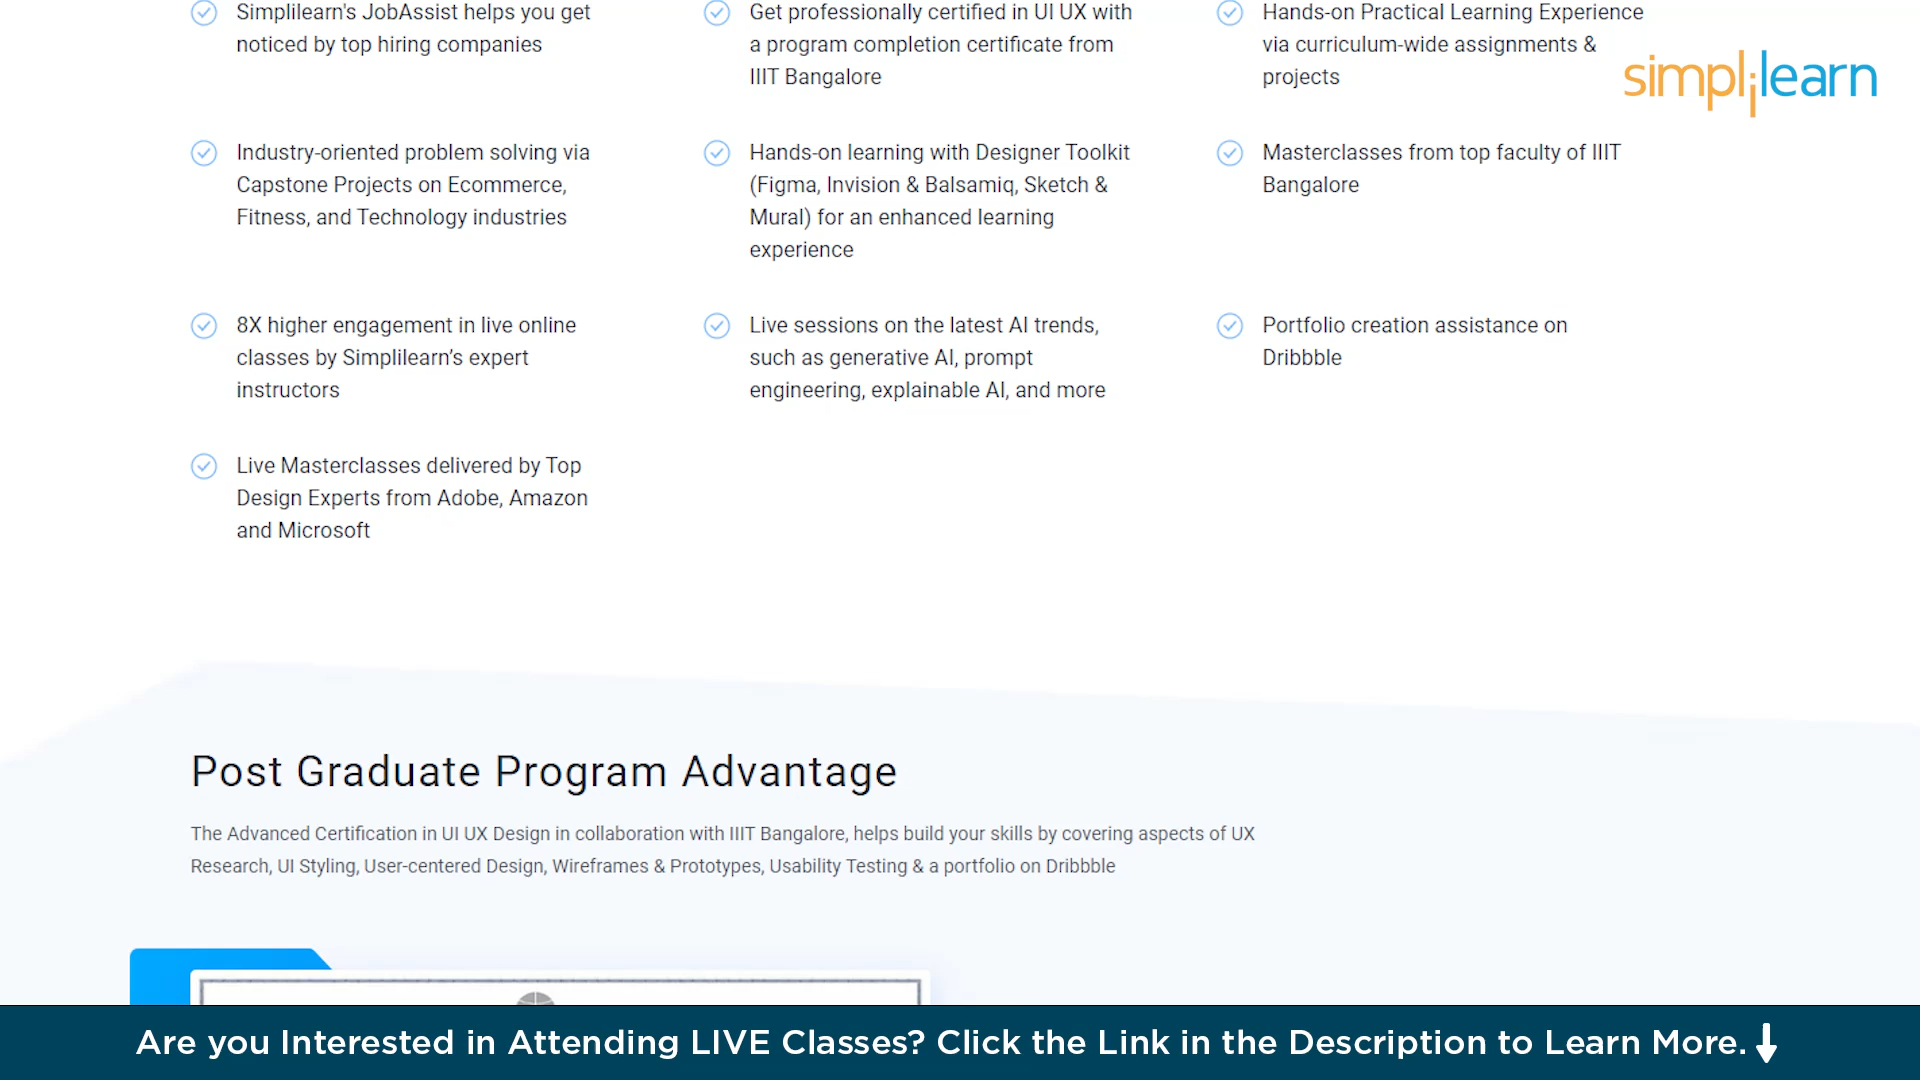 Simplilearn's JobAssist helps you get
noticed by top hiring companies
Get professionally certified in UI UX with
a program completion certificate from
IIIT Bangalore
Hands-on Practical Learning Experience
via curriculum-wide assignments &
projects
simplilearn
Industry-oriented problem solving via
Capstone Projects on Ecommerce,
Fitness, and Technology industries
Hands-on learning with Designer Toolkit
(Figma, Invision & Balsamiq, Sketch &
Mural) for an enhanced learning
experience
Masterclasses from top faculty of IIIT
Bangalore
8X higher engagement in live online
classes by Simplilearn’s expert
instructors
Live sessions on the latest AI trends,
such as generative AI, prompt
engineering, explainable AI, and more
Portfolio creation assistance on
Dribbble
Live Masterclasses delivered by Top
Design Experts from Adobe, Amazon
and Microsoft
Post Graduate Program Advantage
The Advanced Certification in UI UX Design in collaboration with IIIT Bangalore, helps build your skills by covering aspects of UX
Research, UI Styling, User-centered Design, Wireframes & Prototypes, Usability Testing & a portfolio on Dribbble
Are you Interested in Attending LIVE Classes? Click the Link in the Description to Learn More.